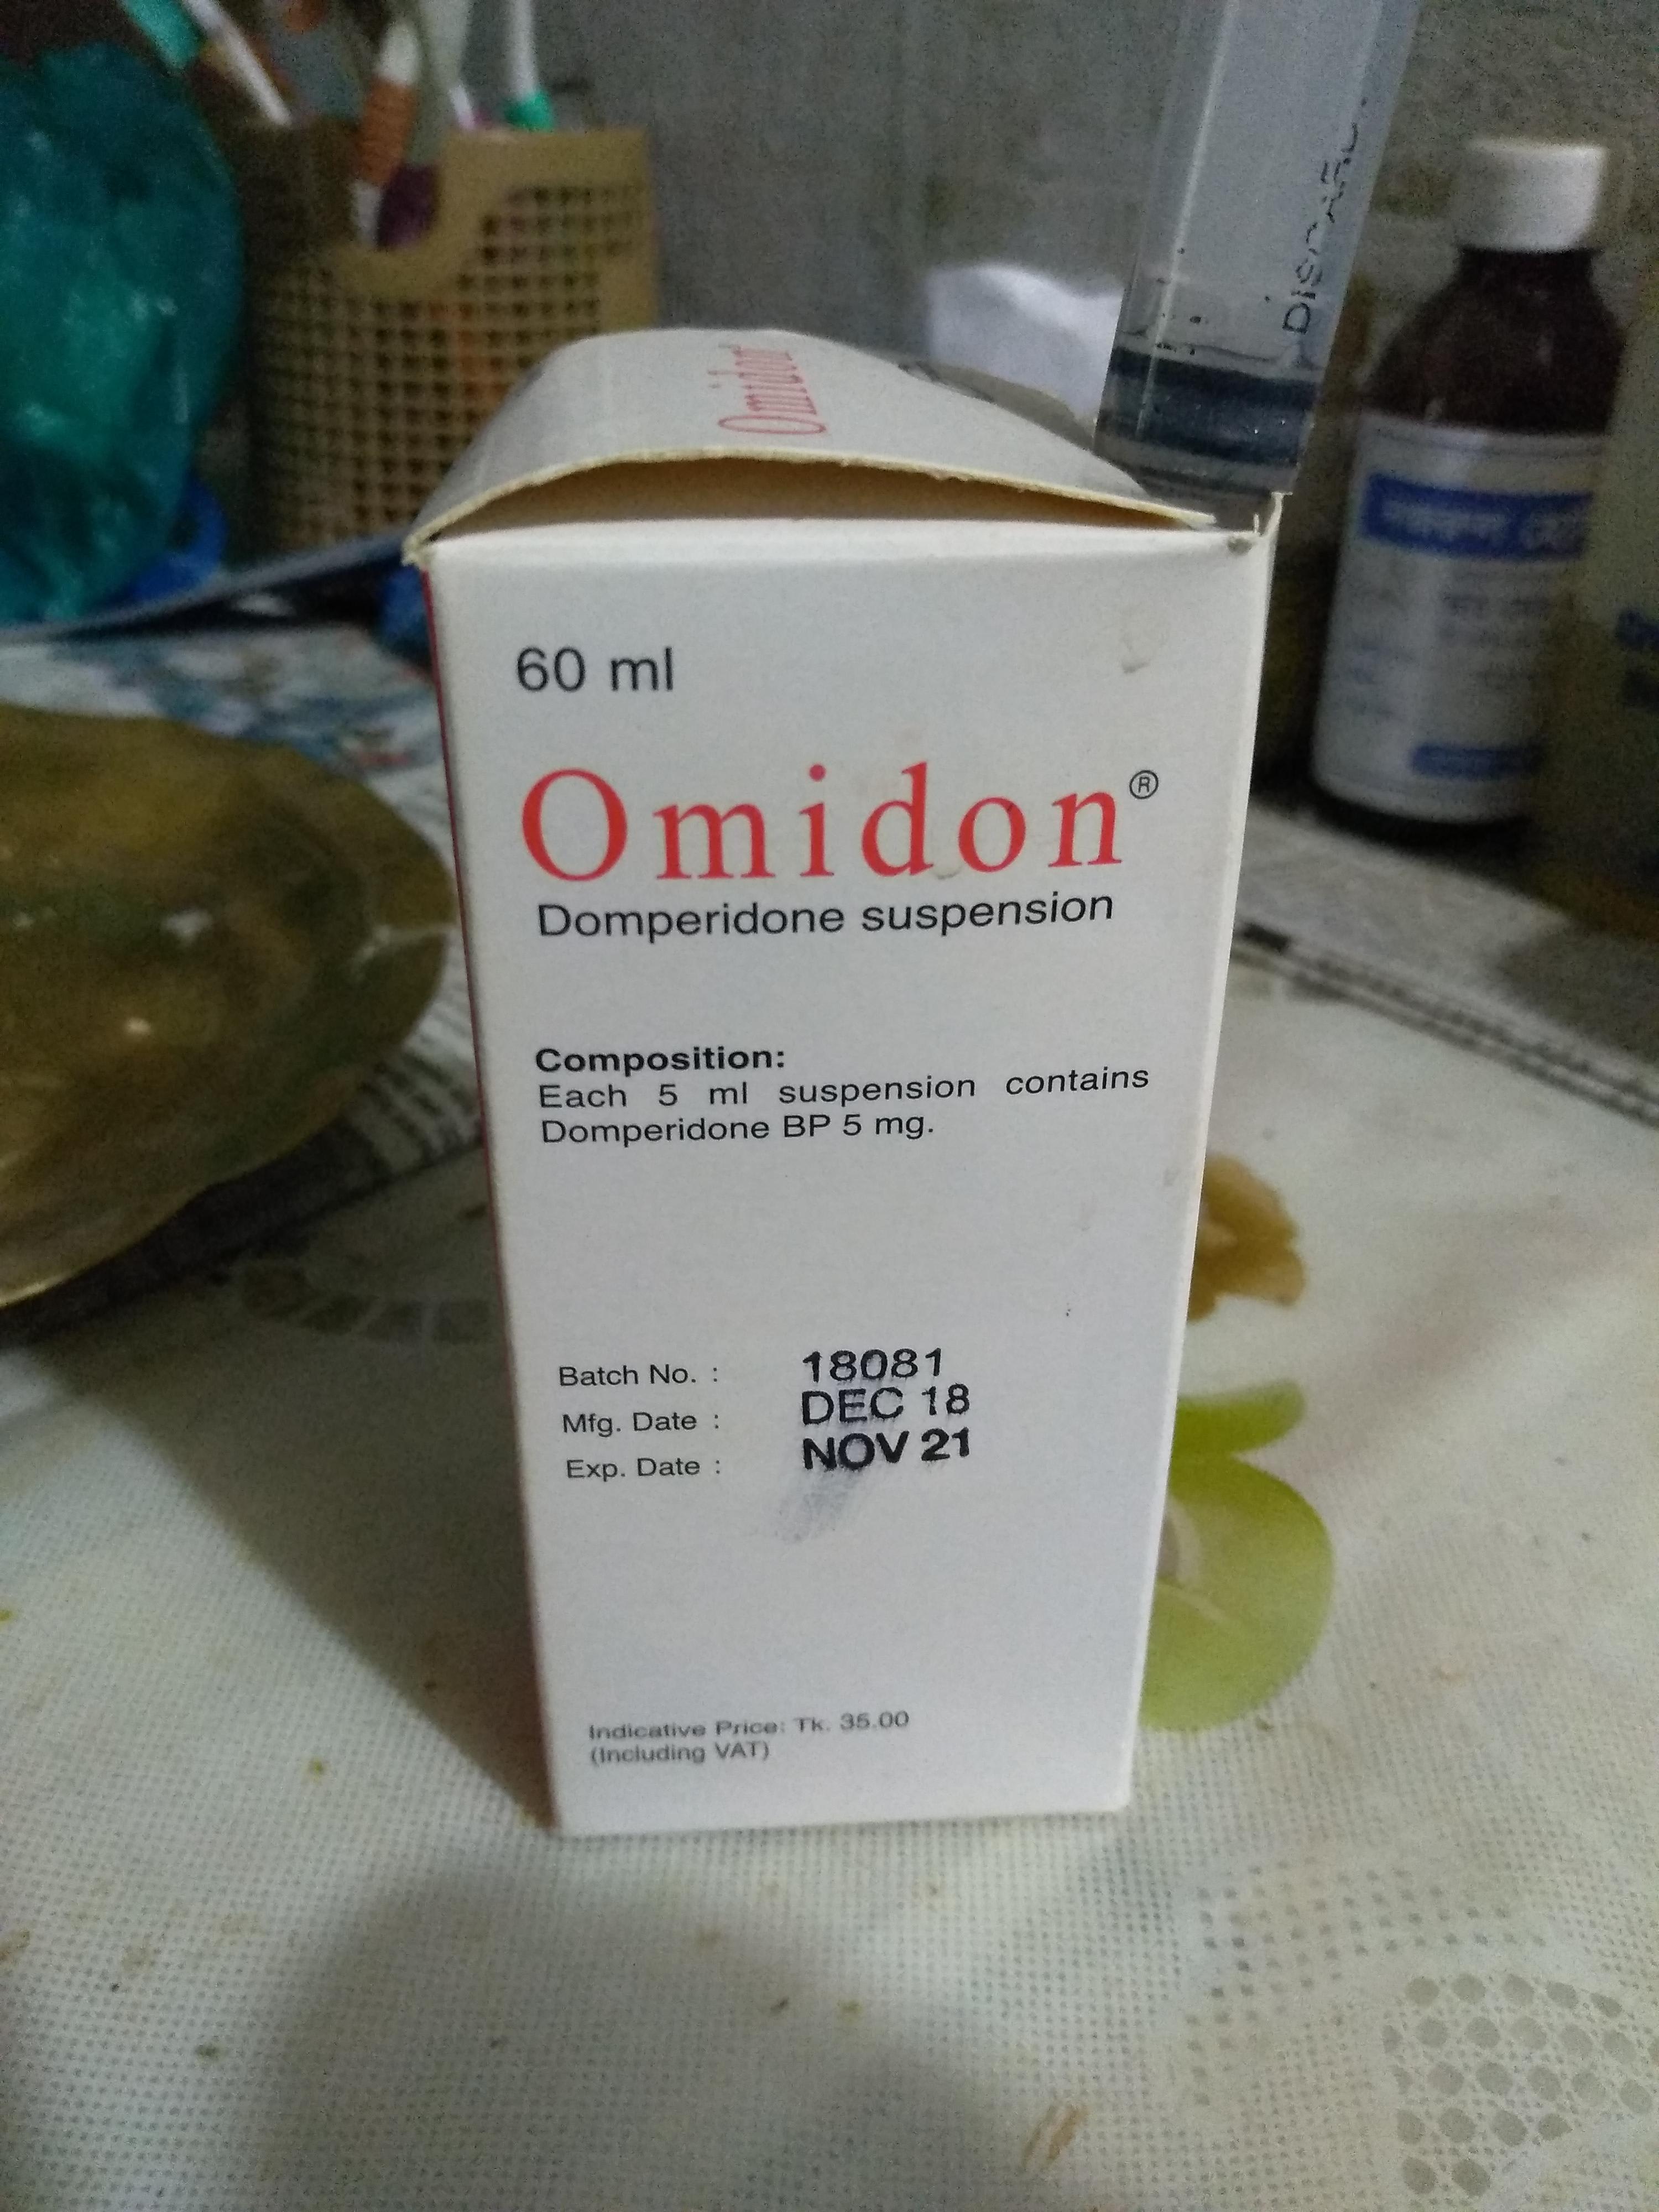 Omidon
DISCARD
60 ml
Omidon®
Domperidone suspension
Composition:
Each 5 ml suspension contains
Domperidone BP 5 mg.
Batch No. : 18081
Mfg. Date : DEC 18
Exp. Date : NOV 21
Indicative Price: Tk. 35.00
(Including VAT)